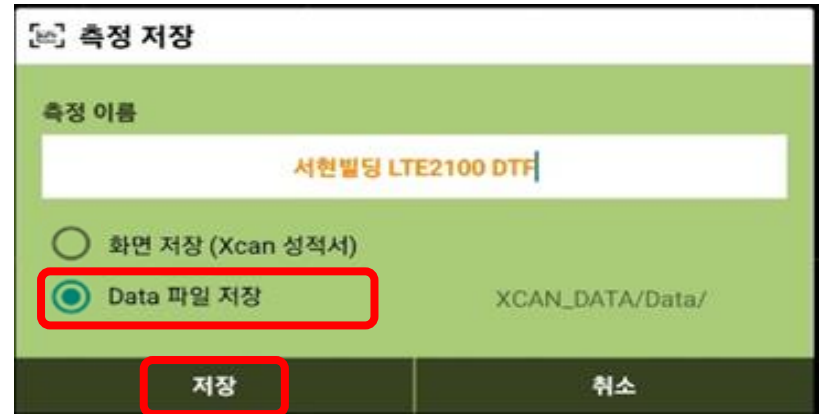 측정 저장
측정 이름
서현빌딩 LTE2100 DTF
화면 저장 (Xcan 성적서)
Data 파일 저장 XCAN_DATA/Data/
저장 취소